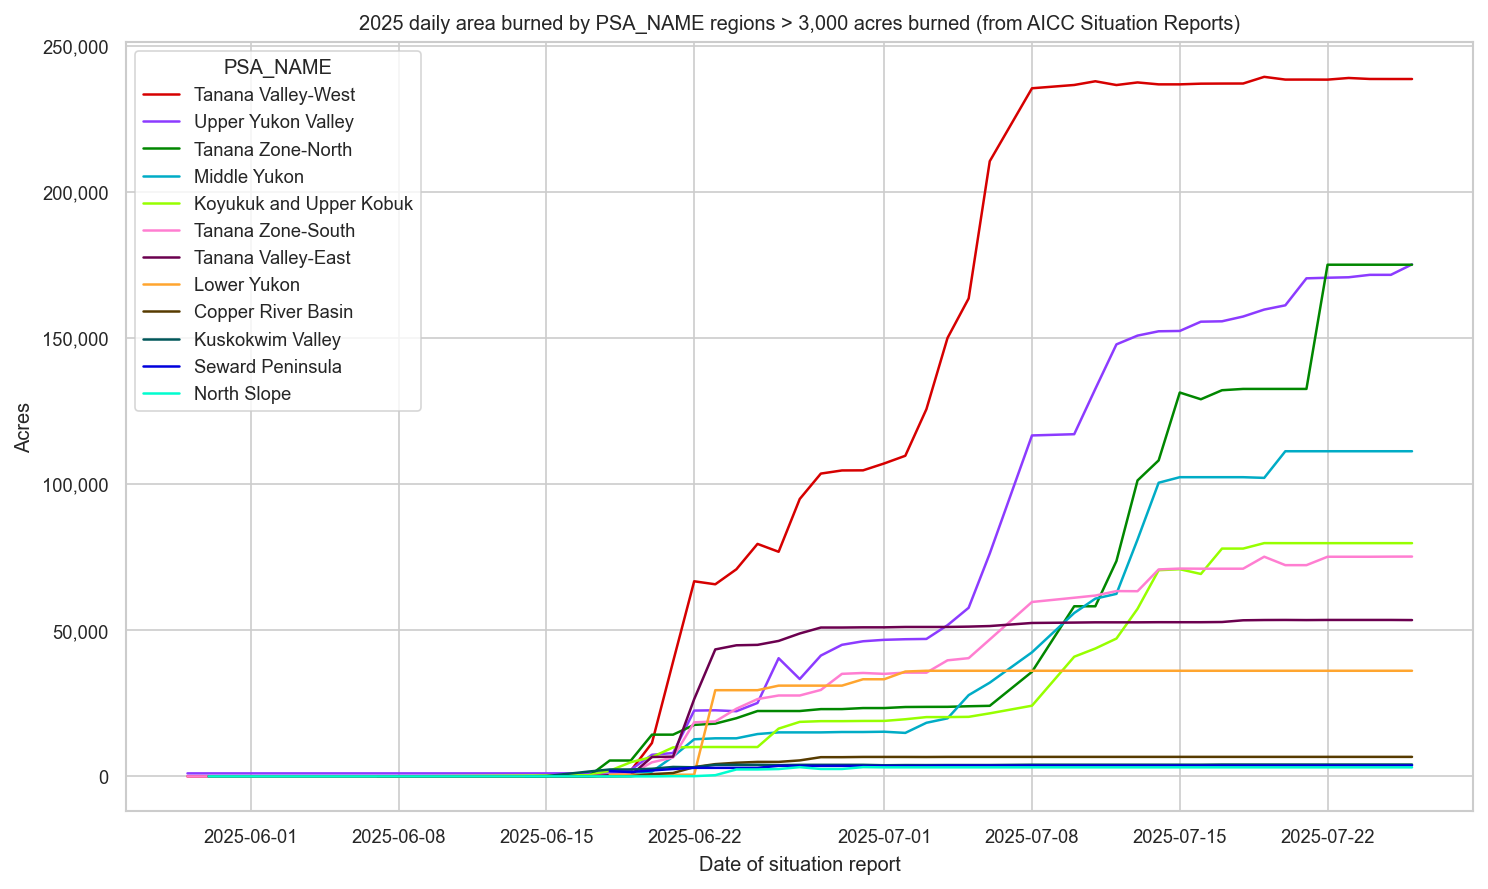 2025 daily area burned by PSA_NAME regions > 3,000 acres burned (from AICC Situation Reports)
250,000
200,000
150,000
100,000
50,000
0
Acres
PSA_NAME
Tanana Valley-West
Upper Yukon Valley
Tanana Zone-North
Middle Yukon
Koyukuk and Upper Kobuk
Tanana Zone-South
Tanana Valley-East
Lower Yukon
Copper River Basin
Kuskokwim Valley
Seward Peninsula
North Slope
2025-06-01 2025-06-08 2025-06-15 2025-06-22 2025-07-01 2025-07-08 2025-07-15 2025-07-22
Date of situation report